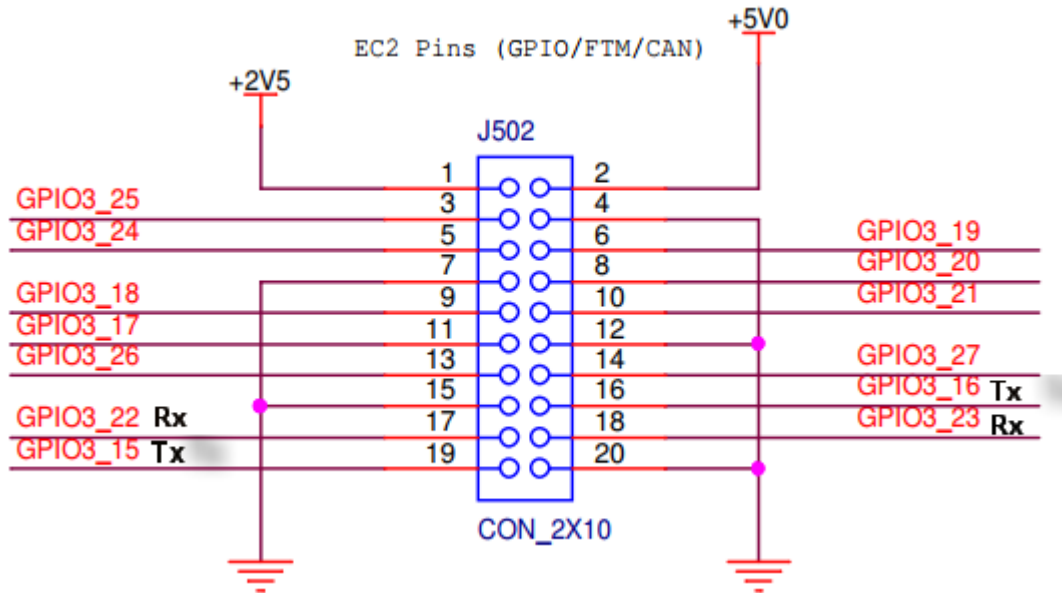 +5V0
EC2 Pins (GPIO/FTM/CAN)
+2V5
J502
1 2
GPIO3_25 3 4
GPIO3_24 5 6 GPIO3_19
7 8 GPIO3_20
GPIO3_18 9 10 GPIO3_21
GPIO3_17 11 12
GPIO3_26 13 14 GPIO3_27
15 16 GPIO3_16 Tx
GPIO3_22 Rx 17 18 GPIO3_23 Rx
GPIO3_15 Tx 19 20
CON_2X10